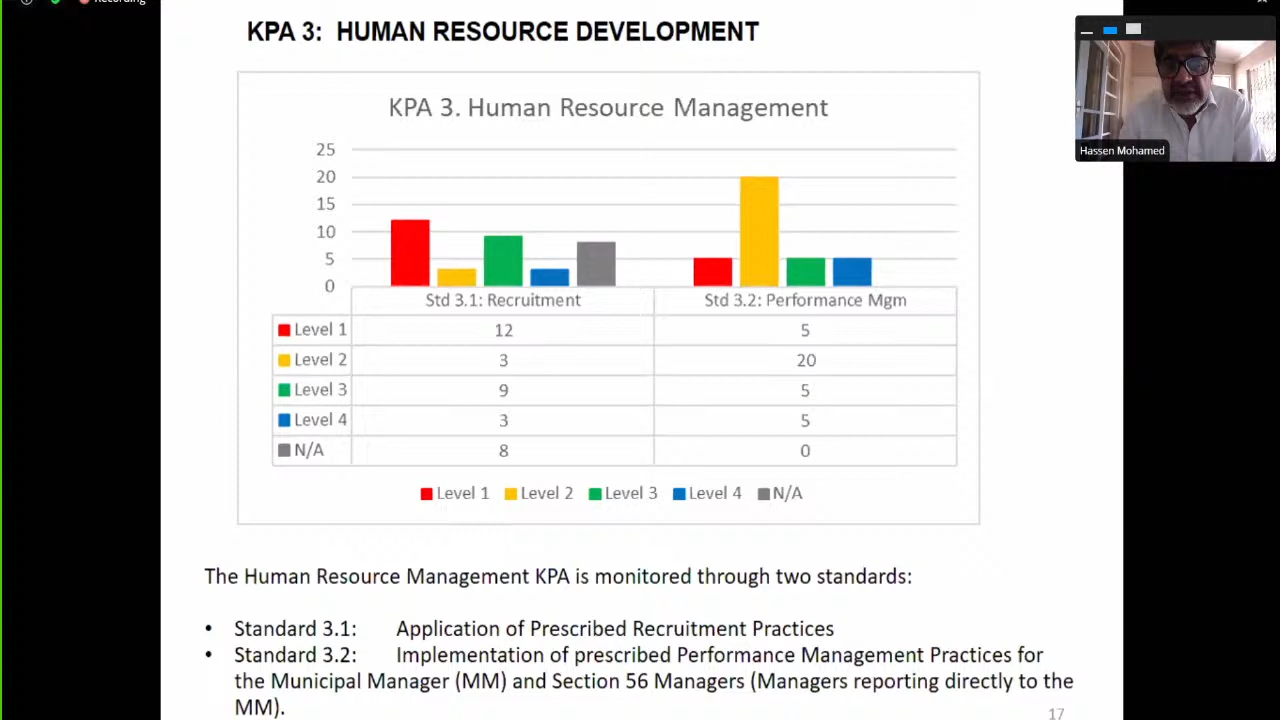 Recording
KPA 3: HUMAN RESOURCE DEVELOPMENT
KPA 3. Human Resource Management
25
20
15
10
5
0
Std 3.1: Recruitment Std 3.2: Performance Mgm
Level 1 12 5
Level 2 3 20
Level 3 9 5
Level 4 3 5
N/A 8 0
Level 1 Level 2 Level 3 Level 4 N/A
Hassen Mohamed
The Human Resource Management KPA is monitored through two standards:
• Standard 3.1: Application of Prescribed Recruitment Practices
• Standard 3.2: Implementation of prescribed Performance Management Practices for
the Municipal Manager (MM) and Section 56 Managers (Managers reporting directly to the
MM).
17